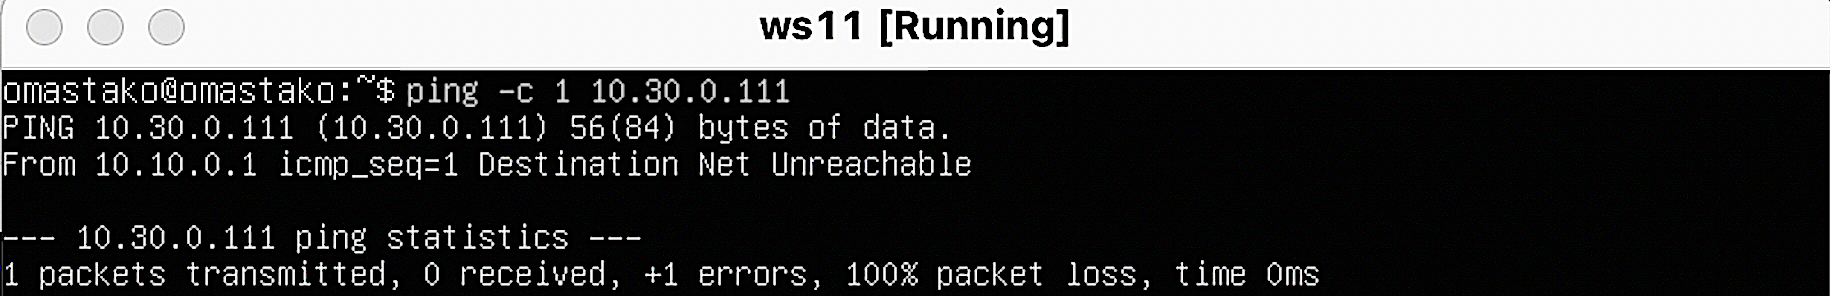 ws11 [Running]
omastako@omastako:~$ ping -c 1 10.30.0.111
PING 10.30.0.111 (10.30.0.111) 56(84) bytes of data.
From 10.10.0.1 icmp_seq=1 Destination Net Unreachable
--- 10.30.0.111 ping statistics ---
1 packets transmitted, 0 received, +1 errors, 100% packet loss, time 0ms